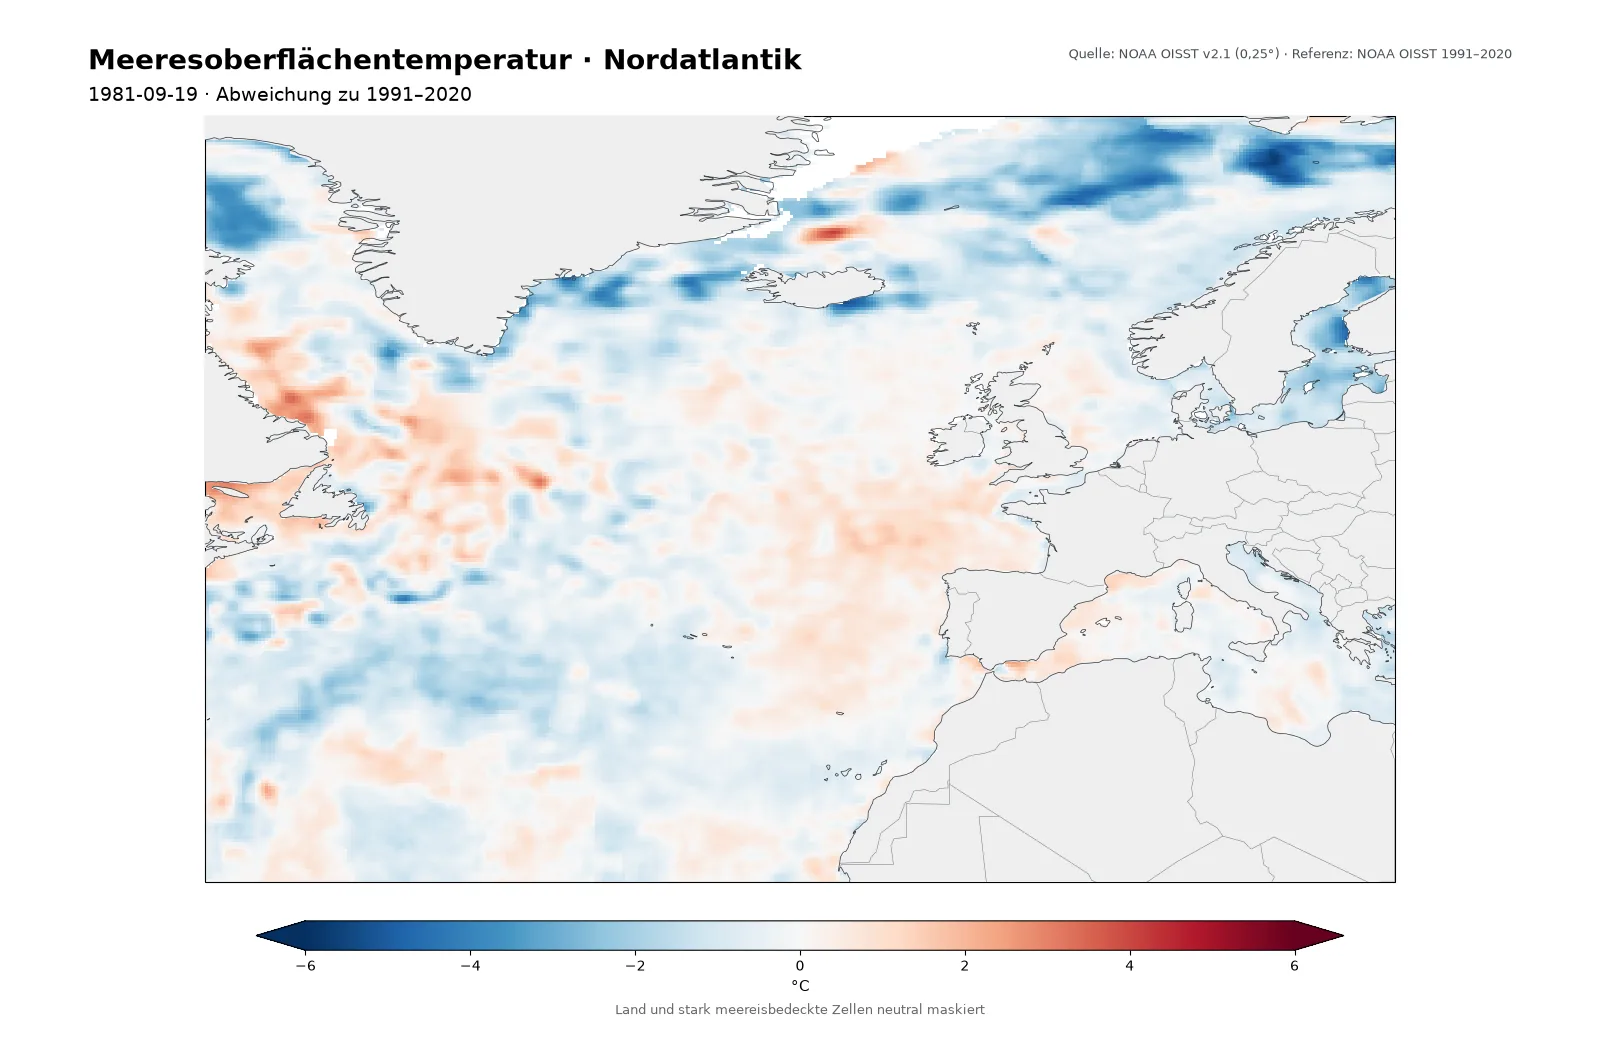 Meeresoberflächentemperatur · Nordatlantik
Quelle: NOAA OISST v2.1 (0,25°) · Referenz: NOAA OISST 1991–2020
1981-09-19 · Abweichung zu 1991–2020
−6 −4 −2 0 2 4 6
°C
Land und stark meereisbedeckte Zellen neutral maskiert